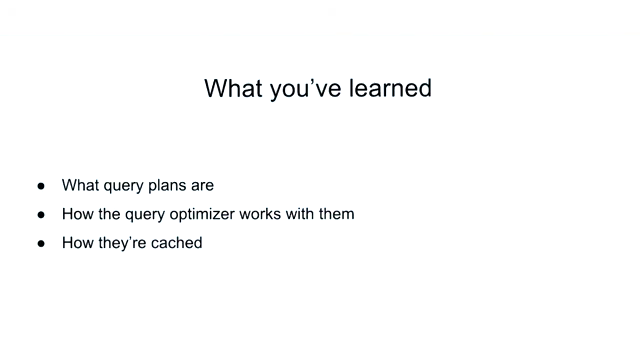 What you’ve learned
● What query plans are
● How the query optimizer works with them
● How they’re cached